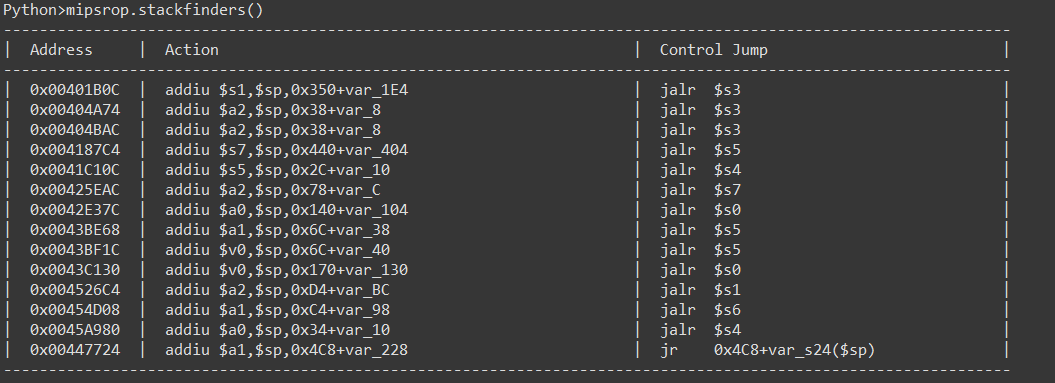 Python>mipsrop.stackfinders()
----------------------------------------------------------------------------------------------------------------
|  Address     |  Action                                              |  Control Jump                          |
----------------------------------------------------------------------------------------------------------------
|  0x00401B0C  |  addiu $s1,$sp,0x350+var_1E4                         |  jalr  $s3                             |
|  0x00404A74  |  addiu $a2,$sp,0x38+var_8                            |  jalr  $s3                             |
|  0x00404BAC  |  addiu $a2,$sp,0x38+var_8                            |  jalr  $s3                             |
|  0x004187C4  |  addiu $s7,$sp,0x440+var_404                         |  jalr  $s5                             |
|  0x0041C10C  |  addiu $s5,$sp,0x2C+var_10                           |  jalr  $s4                             |
|  0x00425EAC  |  addiu $a2,$sp,0x78+var_C                            |  jalr  $s7                             |
|  0x0042E37C  |  addiu $a0,$sp,0x140+var_104                         |  jalr  $s0                             |
|  0x0043BE68  |  addiu $a1,$sp,0x6C+var_38                           |  jalr  $s5                             |
|  0x0043BF1C  |  addiu $v0,$sp,0x6C+var_40                           |  jalr  $s5                             |
|  0x0043C130  |  addiu $v0,$sp,0x170+var_130                         |  jalr  $s0                             |
|  0x004526C4  |  addiu $a2,$sp,0xD4+var_BC                           |  jalr  $s1                             |
|  0x00454D08  |  addiu $a1,$sp,0xC4+var_98                           |  jalr  $s6                             |
|  0x0045A980  |  addiu $a0,$sp,0x34+var_10                           |  jalr  $s4                             |
|  0x00447724  |  addiu $a1,$sp,0x4C8+var_228                         |  jr    0x4C8+var_s24($sp)              |
----------------------------------------------------------------------------------------------------------------